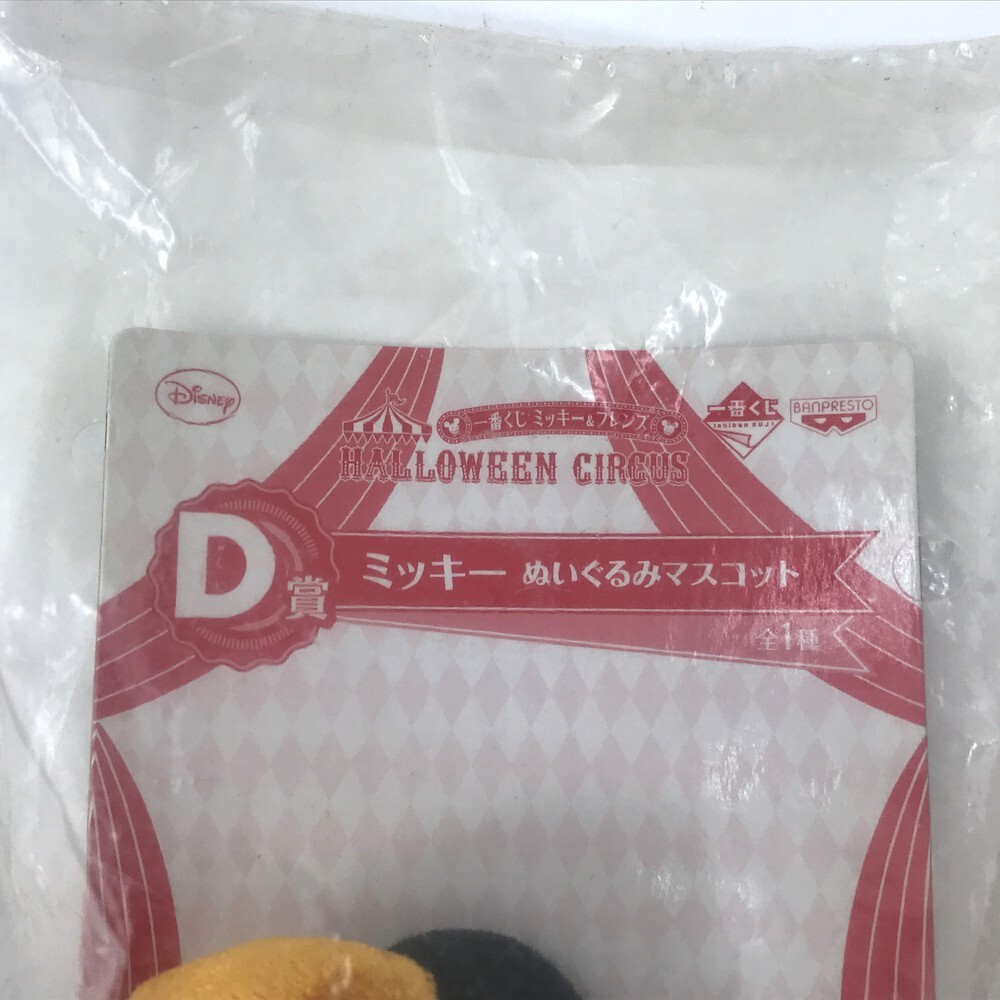 Disney
一番くじ ミッキー&フレンズ
HALLOWEEN CIRCUS
一番くじ
Ichiban KUJI
BANPRESTO
D賞
ミッキー ぬいぐるみマスコット
全1種